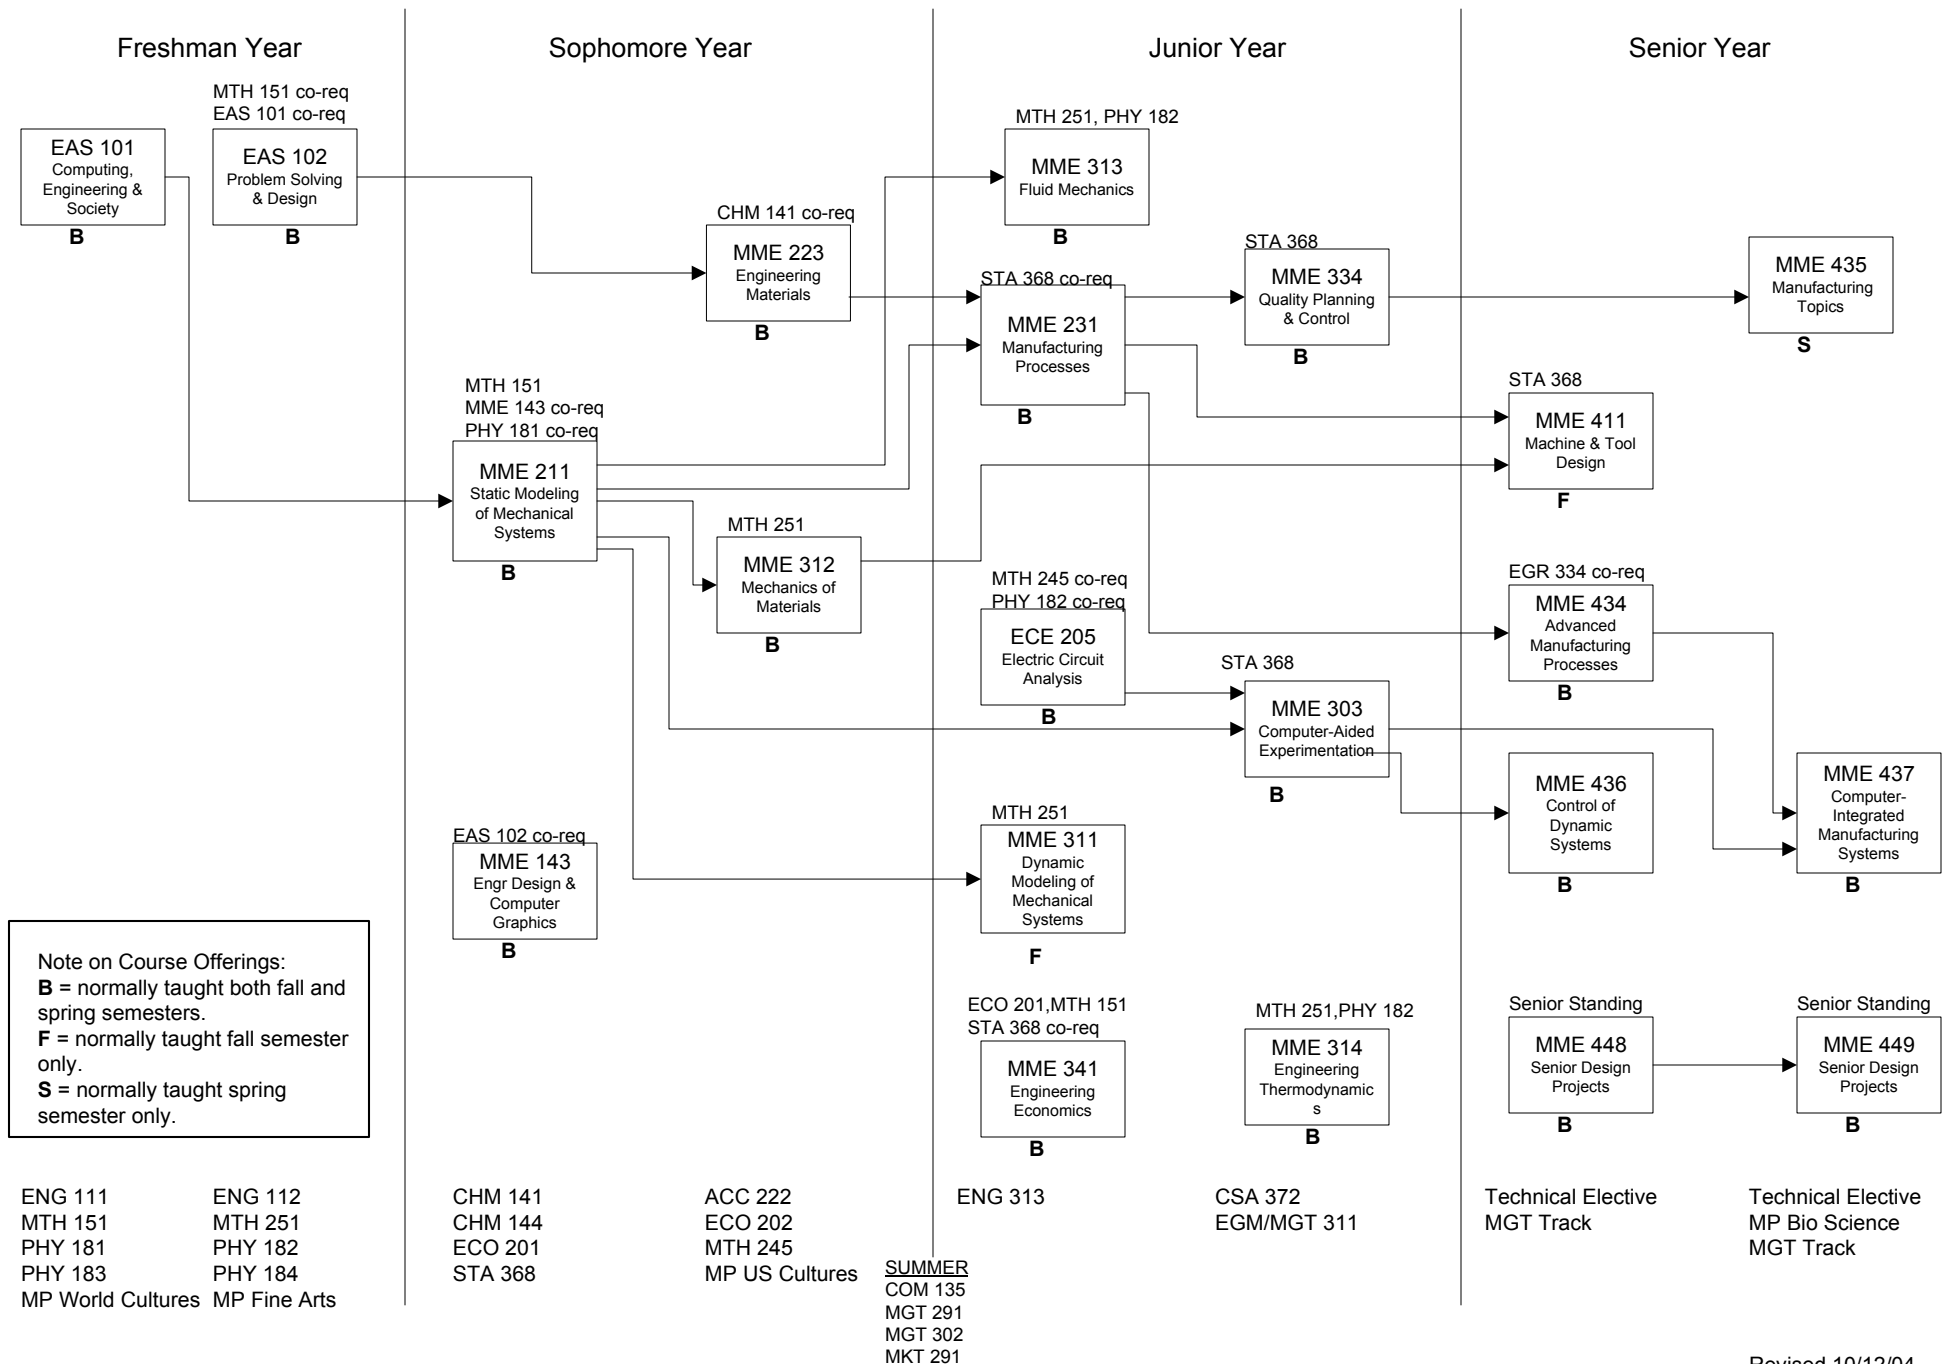 Freshman Year
Sophomore Year
Junior Year
Senior Year
EAS 101
Computing,
Engineering &
Society
B
MTH 151 co-req
EAS 101 co-req
EAS 102
Problem Solving
& Design
B
MTH 151
MME 143 co-req
PHY 181 co-req
MME 211
Static Modeling
of Mechanical
Systems
B
EAS 102 co-req
MME 143
Engr Design &
Computer
Graphics
B
CHM 141 co-req
MME 223
Engineering
Materials
B
MTH 251
MME 312
Mechanics of
Materials
B
MTH 251, PHY 182
MME 313
Fluid Mechanics
B
STA 368 co-req
MME 231
Manufacturing
Processes
B
MTH 245 co-req
PHY 182 co-req
ECE 205
Electric Circuit
Analysis
B
MTH 251
MME 311
Dynamic
Modeling of
Mechanical
Systems
F
ECO 201,MTH 151
STA 368 co-req
MME 341
Engineering
Economics
B
STA 368
MME 334
Quality Planning
& Control
B
STA 368
MME 303
Computer-Aided
Experimentation
B
MTH 251,PHY 182
MME 314
Engineering
Thermodynamic
s
B
STA 368
MME 411
Machine & Tool
Design
F
EGR 334 co-req
MME 434
Advanced
Manufacturing
Processes
B
MME 436
Control of
Dynamic
Systems
B
Senior Standing
MME 448
Senior Design
Projects
B
MME 435
Manufacturing
Topics
S
MME 437
Computer-
Integrated
Manufacturing
Systems
B
Senior Standing
MME 449
Senior Design
Projects
B
Note on Course Offerings:
B = normally taught both fall and
spring semesters.
F = normally taught fall semester
only.
S = normally taught spring
semester only.
ENG 111
MTH 151
PHY 181
PHY 183
MP World Cultures
ENG 112
MTH 251
PHY 182
PHY 184
MP Fine Arts
CHM 141
CHM 144
ECO 201
STA 368
ACC 222
ECO 202
MTH 245
MP US Cultures
SUMMER
COM 135
MGT 291
MGT 302
MKT 291
ENG 313
CSA 372
EGM/MGT 311
Technical Elective
MGT Track
Technical Elective
MP Bio Science
MGT Track
Revised 10/12/04